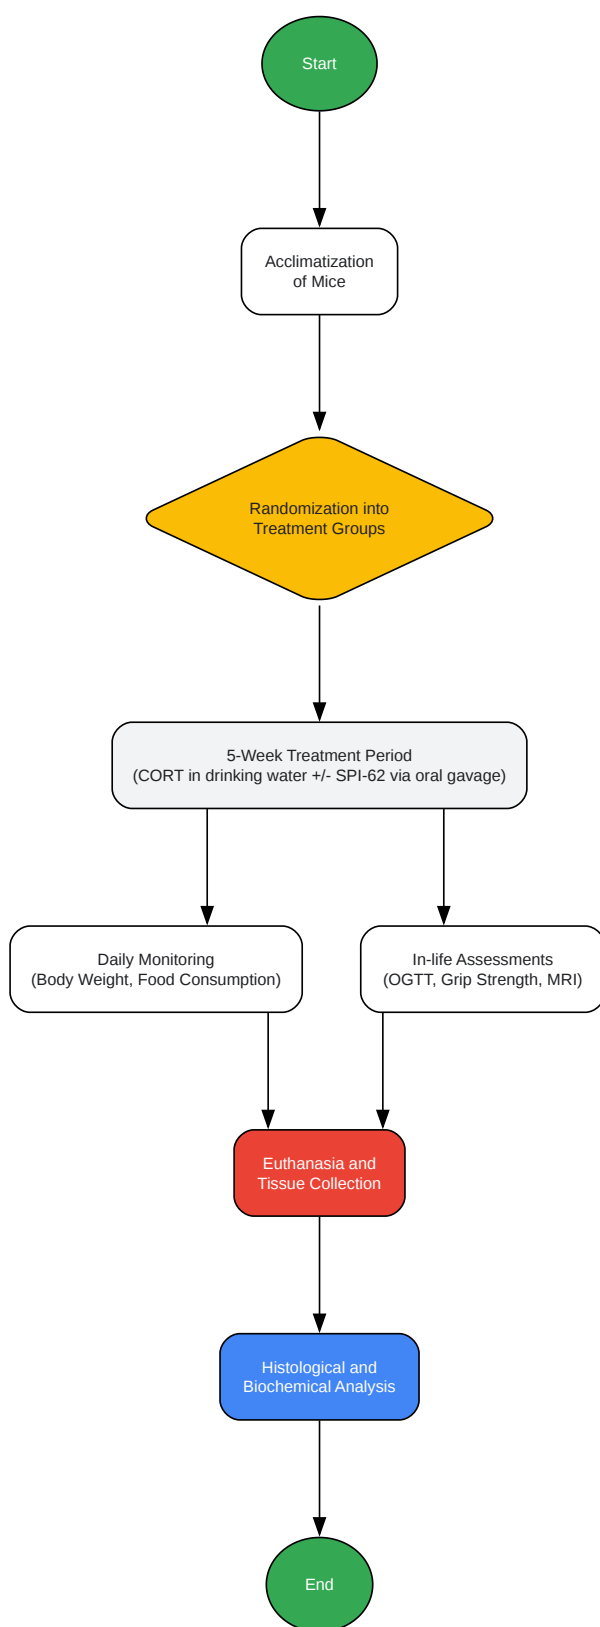 Start
Acclimatization
of Mice
Randomization into
Treatment Groups
5-Week Treatment Period
(CORT in drinking water +/- SPI-62 via oral gavage)
Daily Monitoring
(Body Weight, Food Consumption)
In-life Assessments
(OGTT, Grip Strength, MRI)
Euthanasia and
Tissue Collection
Histological and
Biochemical Analysis
End